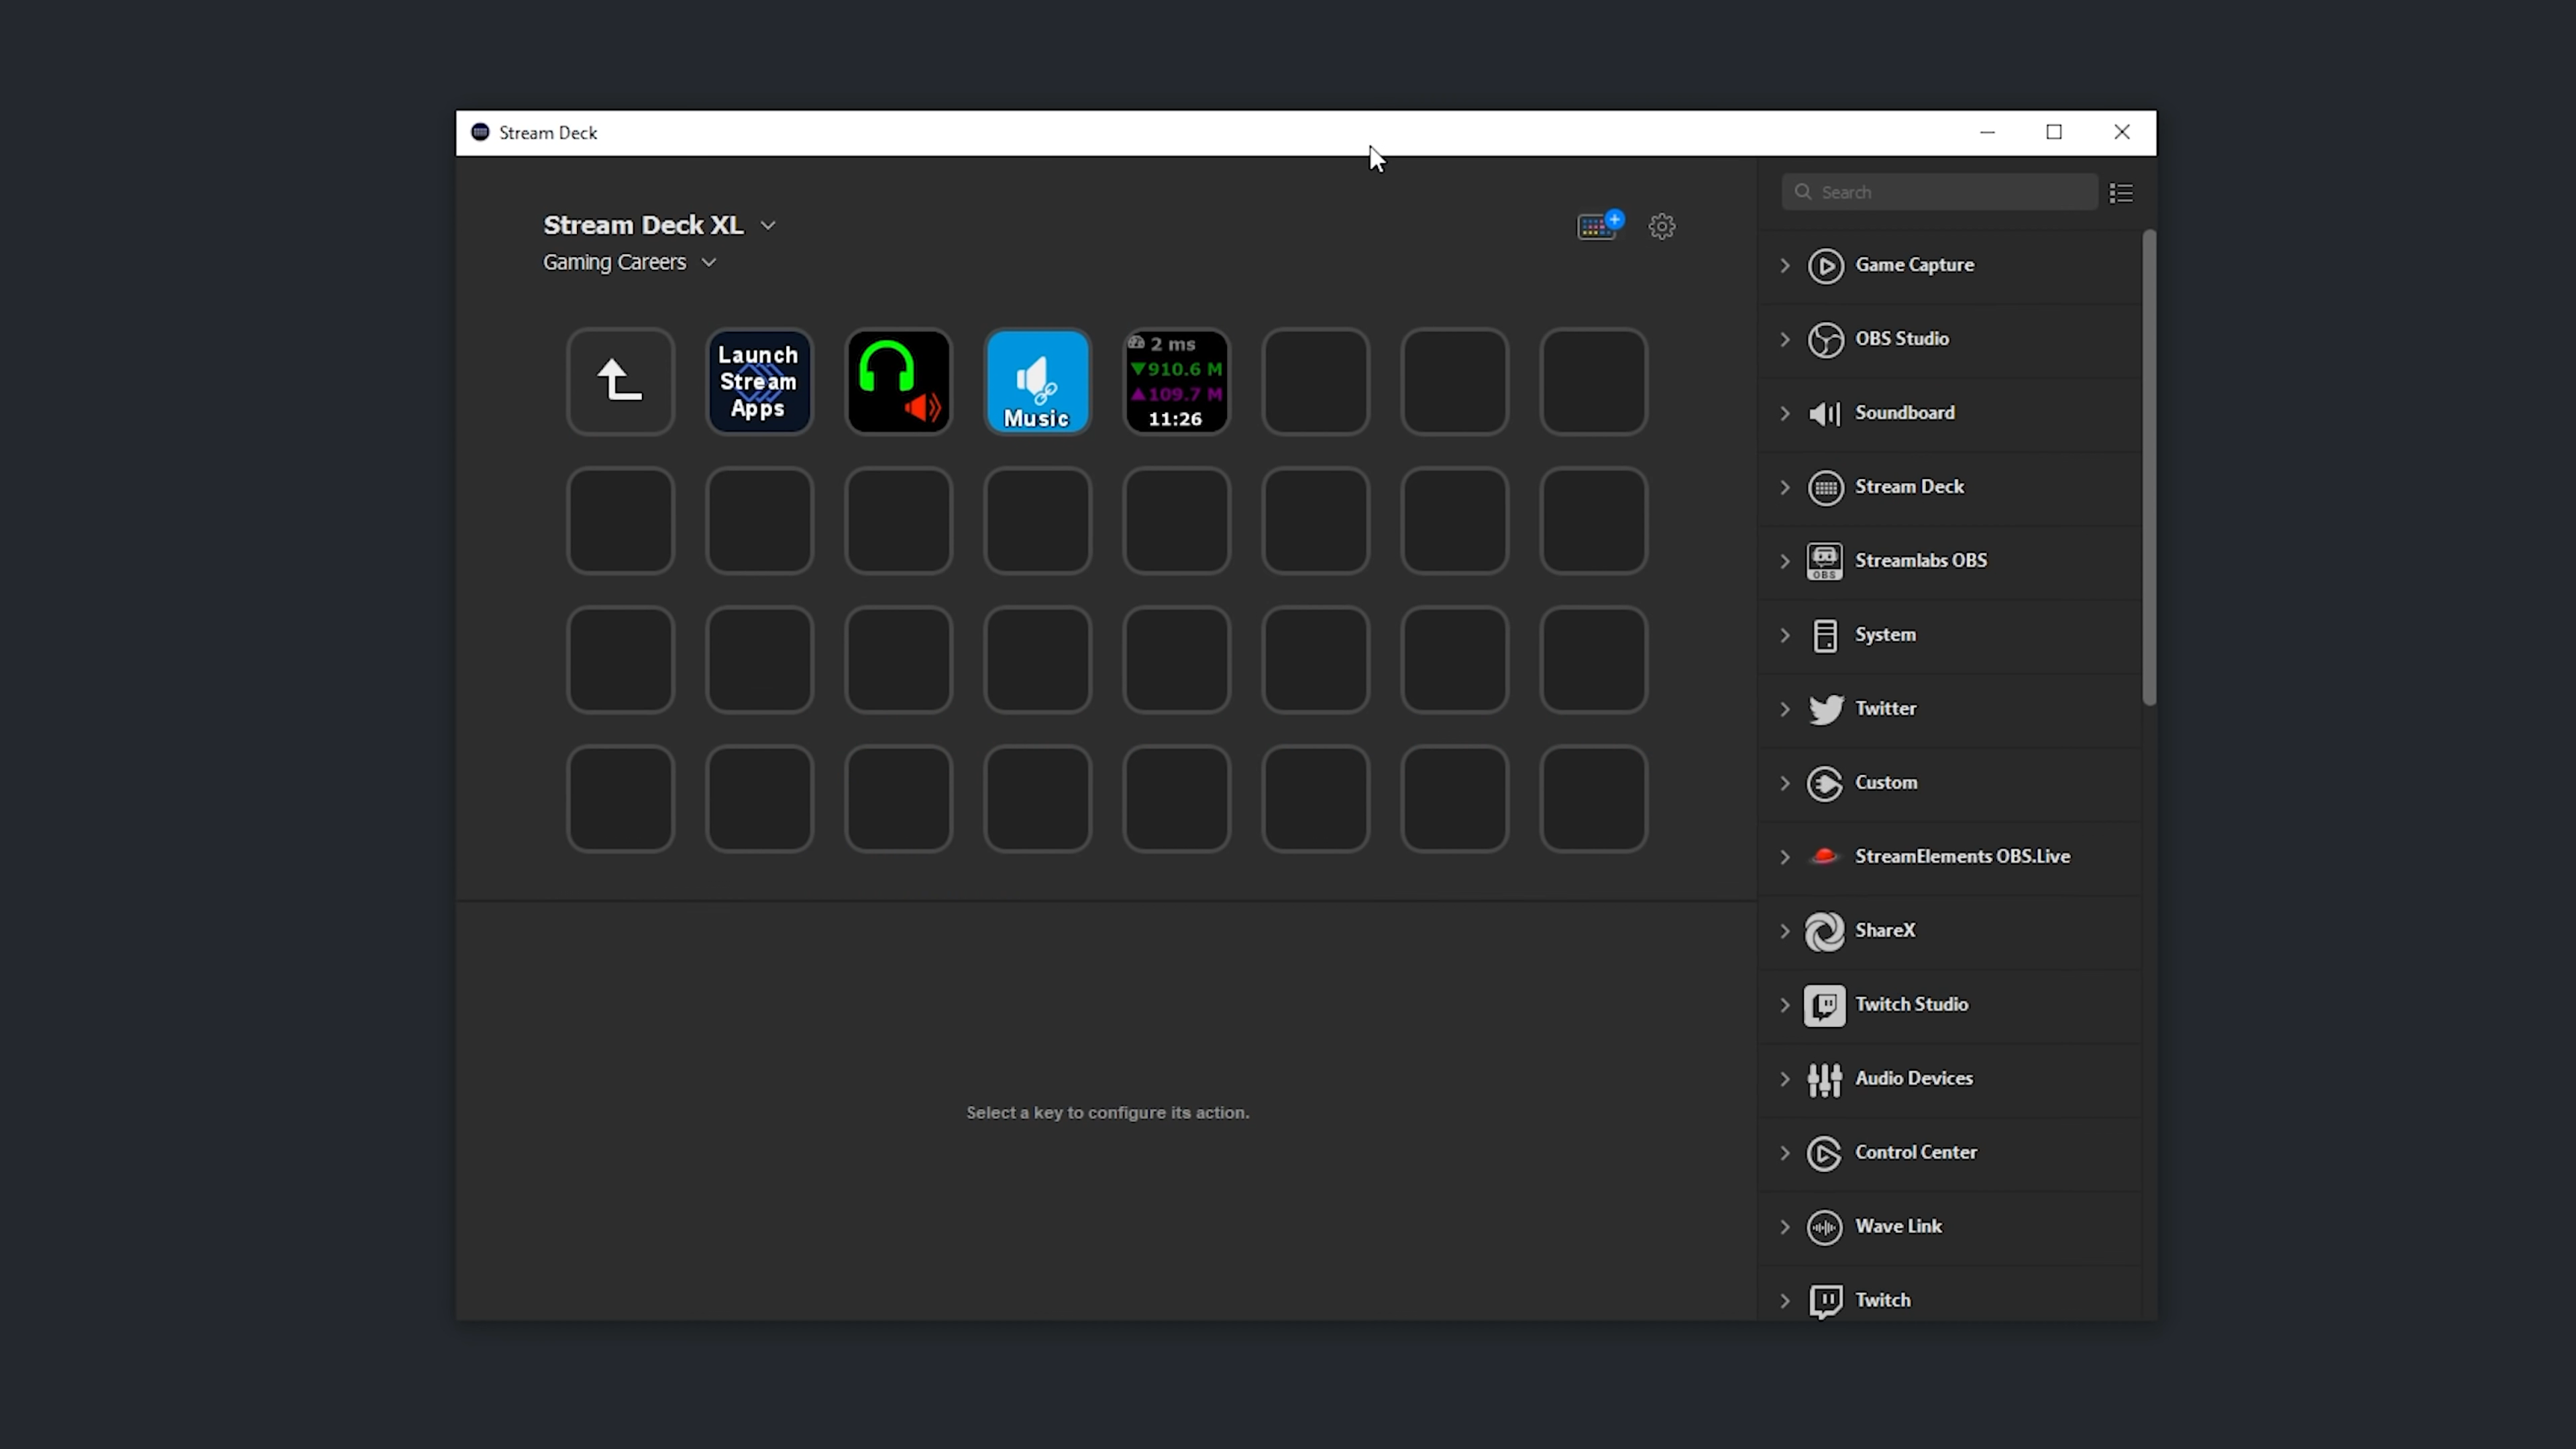 Stream Deck
Stream Deck XL
Gaming Careers
Launch
Stream
Apps
Music
2 ms
▼910.6 M
▲109.7 M
11:26
Select a key to configure its action.
Search
Game Capture
OBS Studio
Soundboard
Stream Deck
OBS
Streamlabs OBS
System
Twitter
Custom
StreamElements OBS.Live
ShareX
Twitch Studio
Audio Devices
Control Center
Wave Link
Twitch